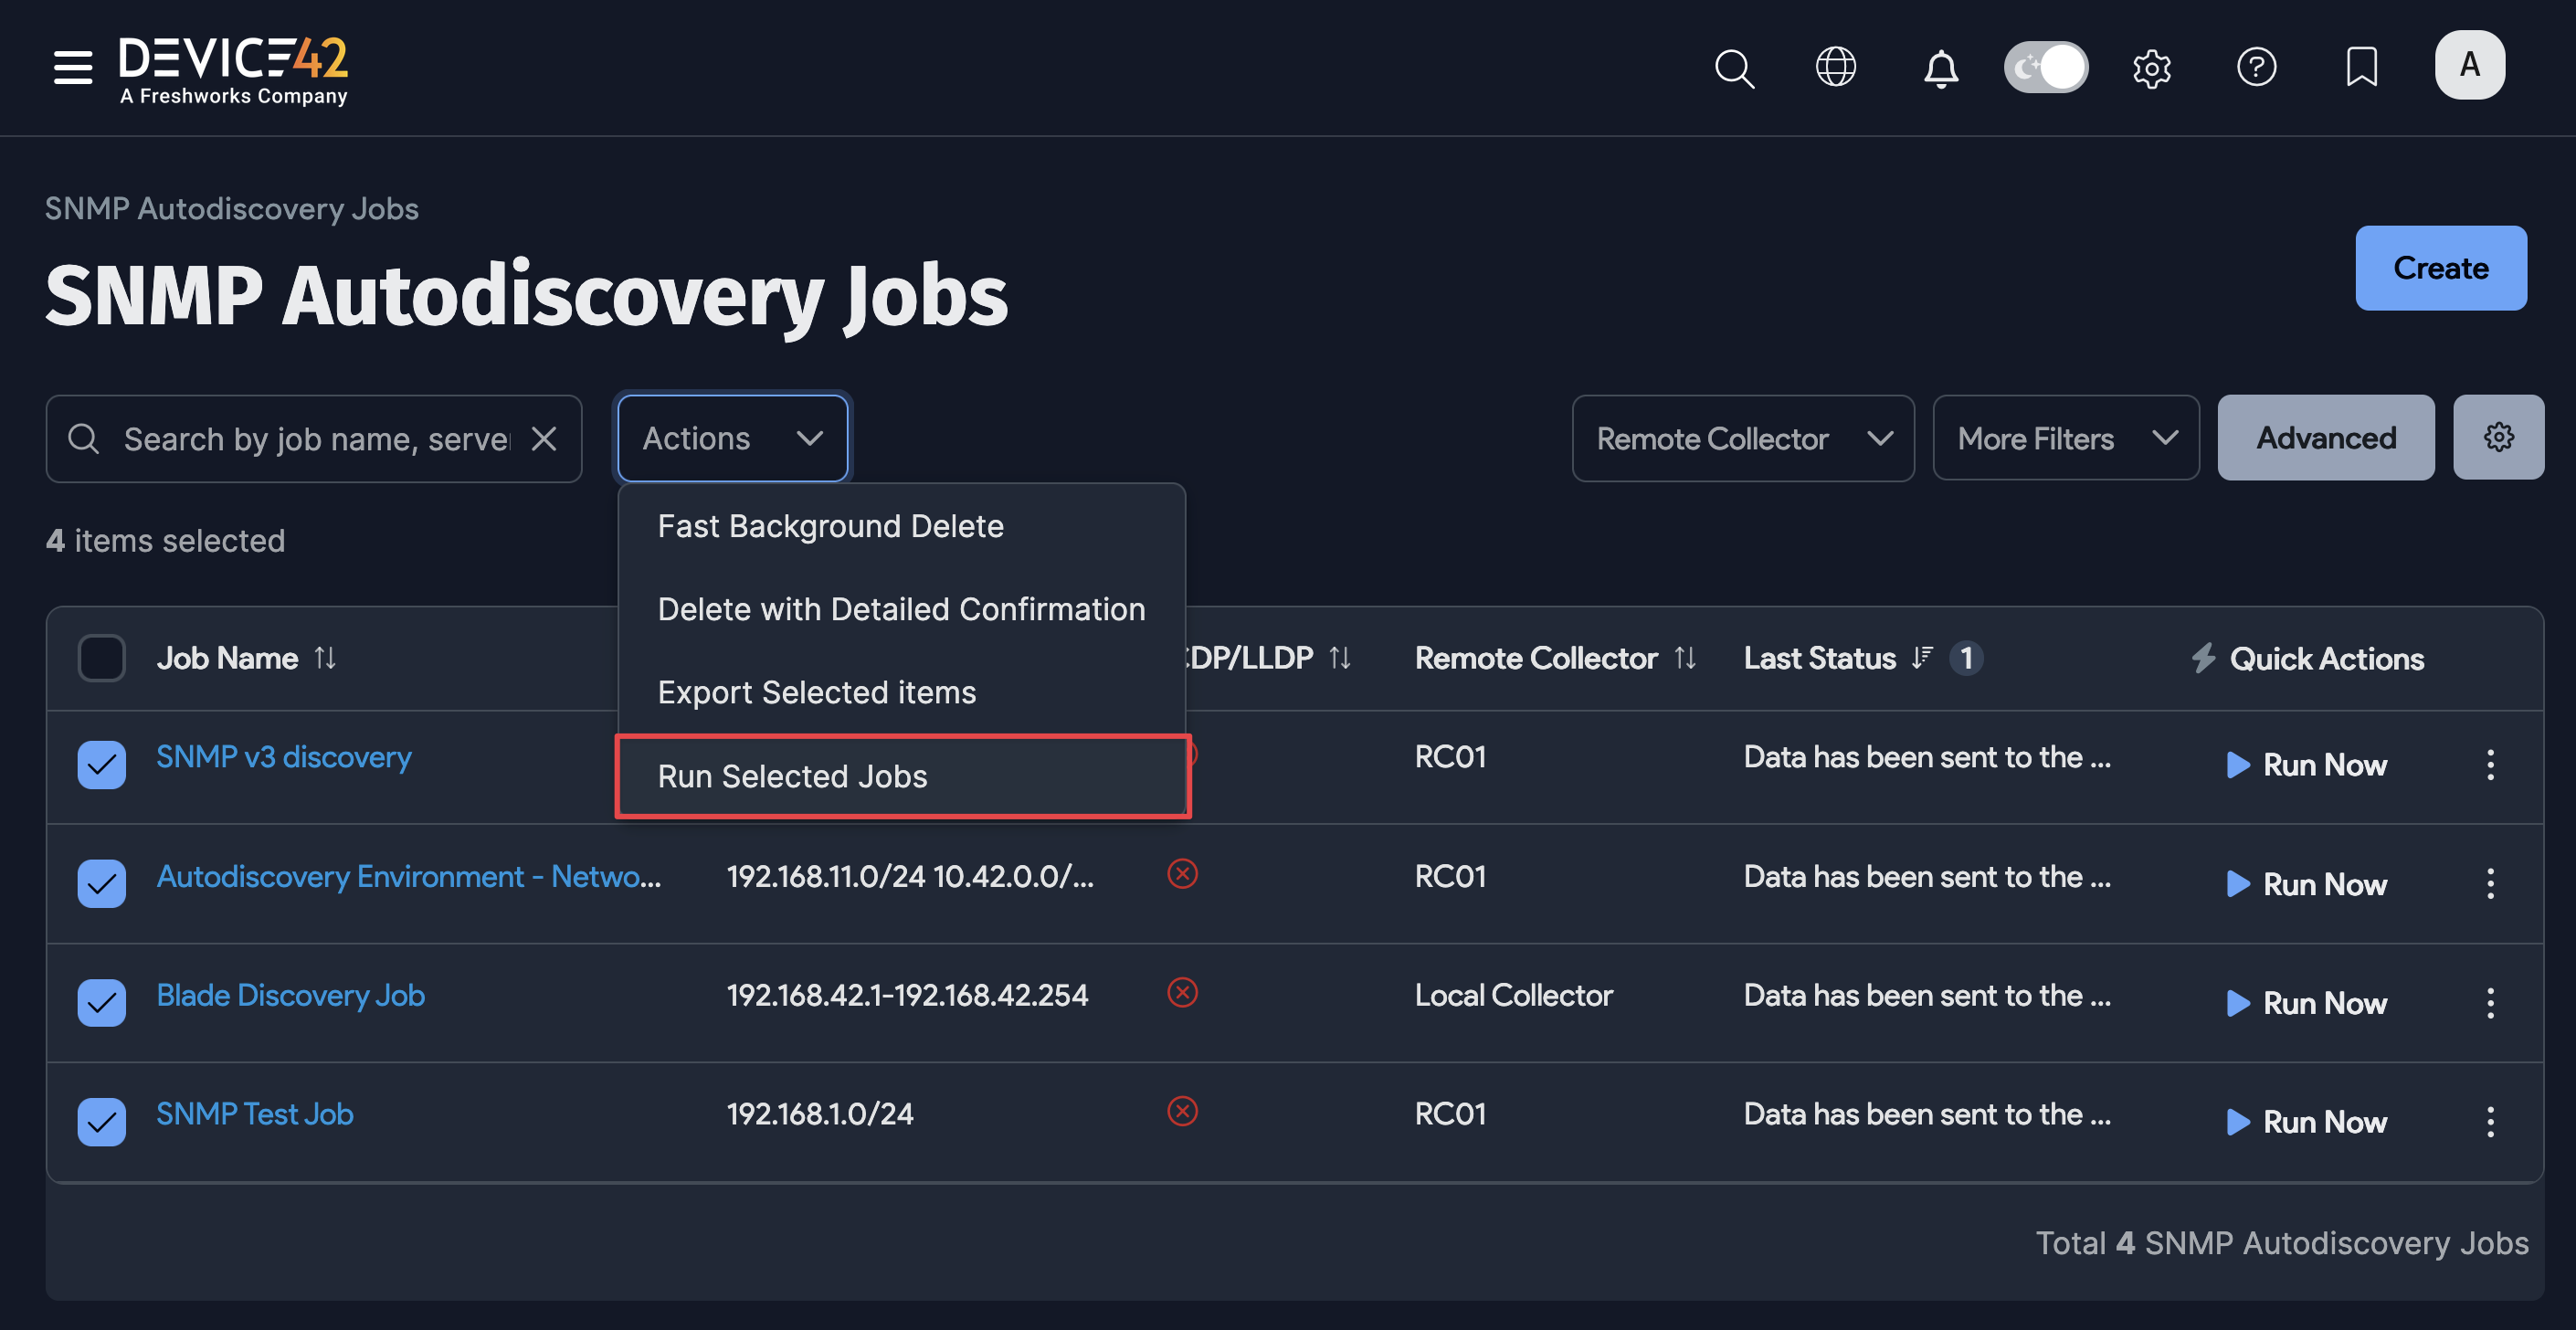 DEVICE42
A Freshworks Company
A
SNMP Autodiscovery Jobs
SNMP Autodiscovery Jobs
Create
Search by job name, server
Actions
Remote Collector
More Filters
Advanced
4 items selected
Fast Background Delete
Delete with Detailed Confirmation
Export Selected items
Run Selected Jobs
Job Name
DP/LLDP
Remote Collector
Last Status
1
Quick Actions
SNMP v3 discovery
RC01
Data has been sent to the ...
Run Now
Autodiscovery Environment - Netwo...
192.168.11.0/24 10.42.0.0/...
RC01
Data has been sent to the ...
Run Now
Blade Discovery Job
192.168.42.1-192.168.42.254
Local Collector
Data has been sent to the ...
Run Now
SNMP Test Job
192.168.1.0/24
RC01
Data has been sent to the ...
Run Now
Total 4 SNMP Autodiscovery Jobs